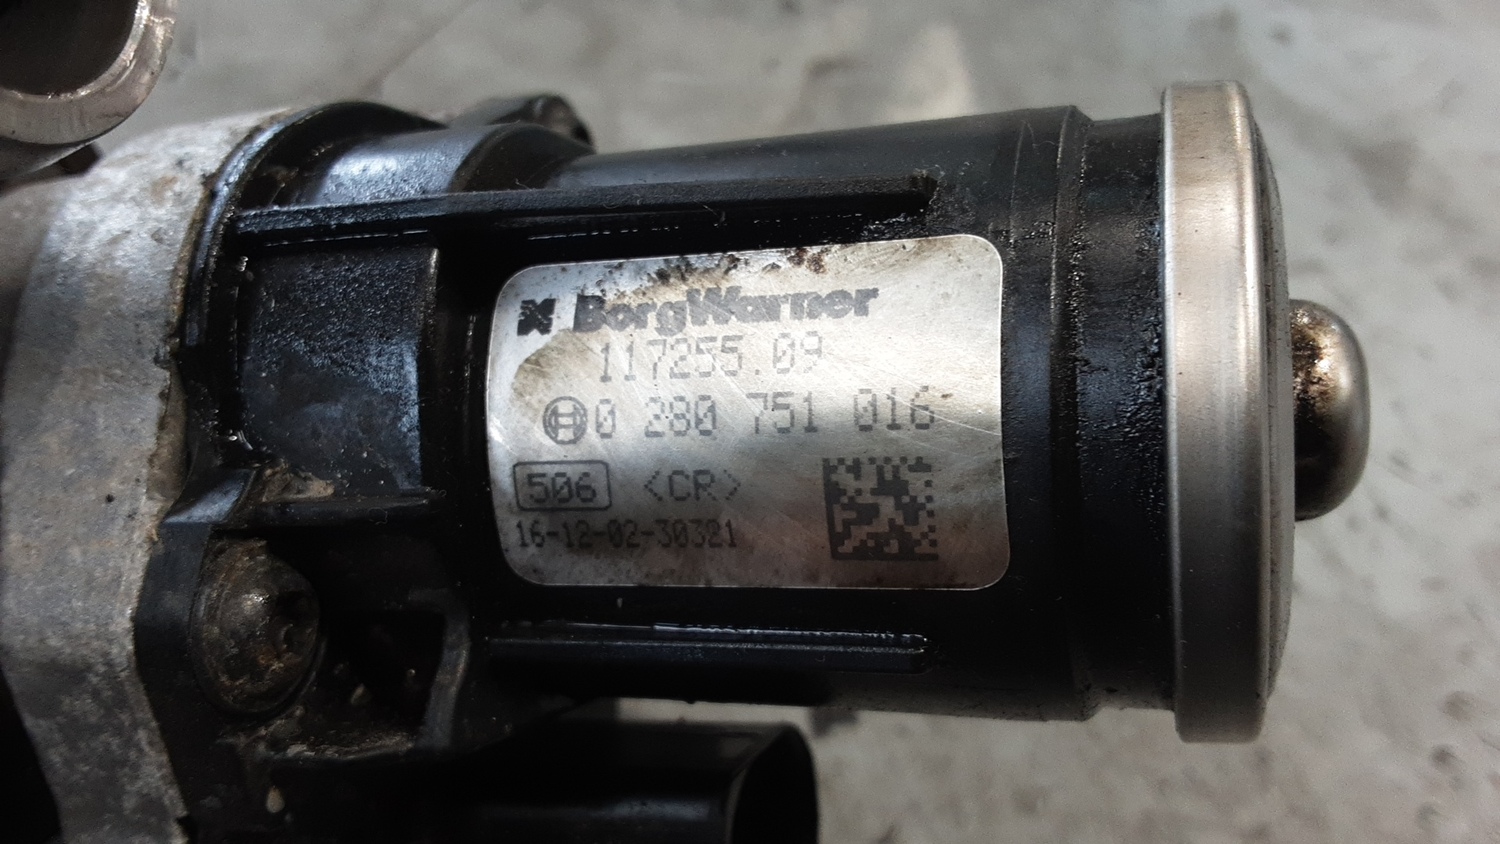 BorgWarner
117255.09
0 280 751 016
506 <CR>
16-12-02-30321